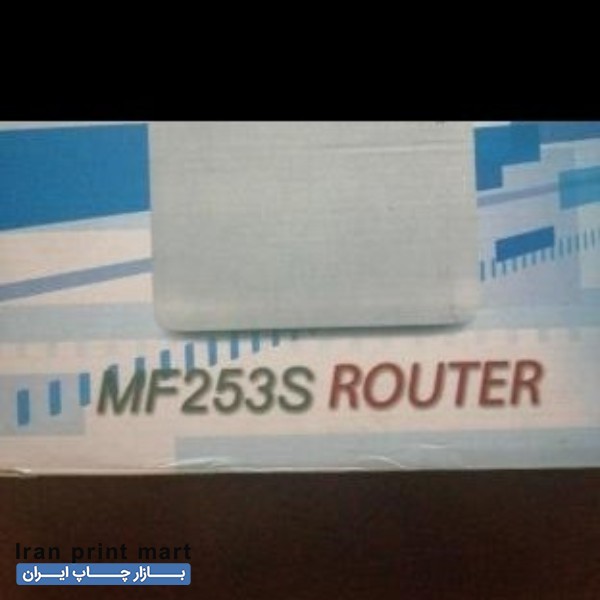 MF253S ROUTER
Iran print mart
بازار چاپ ایران